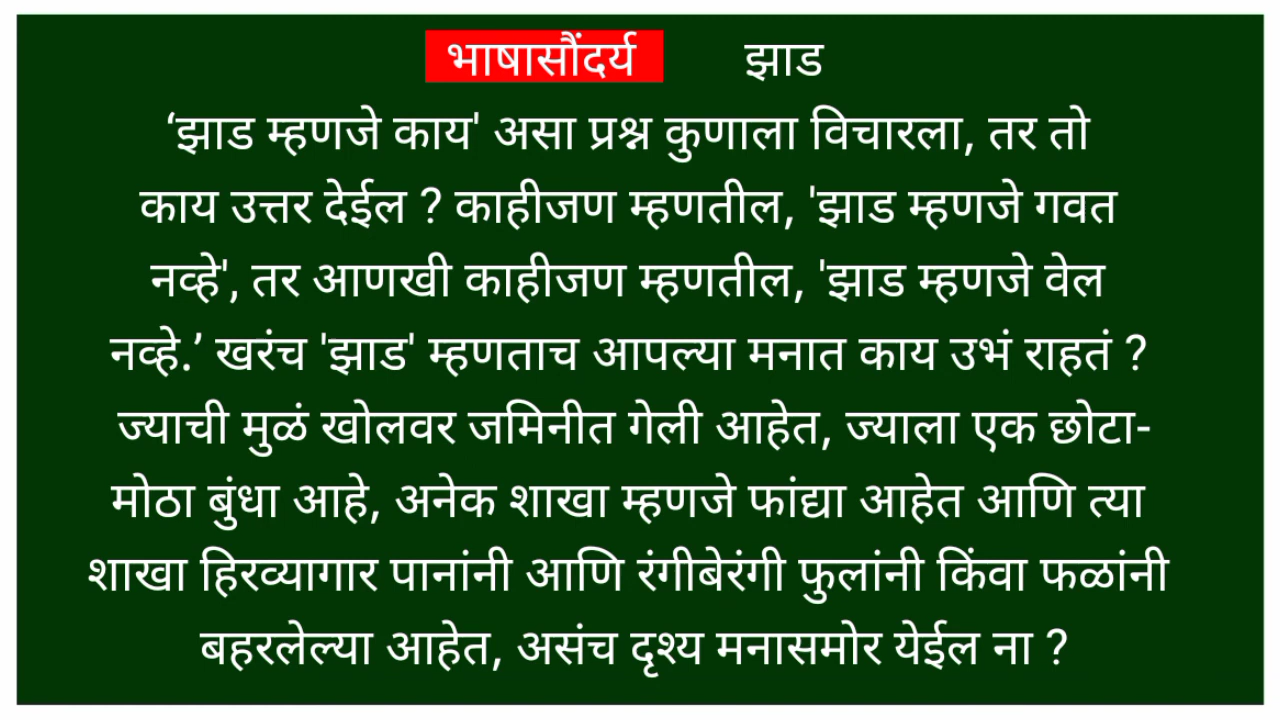 भाषासौंदर्य झाड
‘झाड म्हणजे काय' असा प्रश्न कुणाला विचारला, तर तो
काय उत्तर देईल ? काहीजण म्हणतील, 'झाड म्हणजे गवत
नव्हे', तर आणखी काहीजण म्हणतील, 'झाड म्हणजे वेल
नव्हे.’ खरंच 'झाड' म्हणताच आपल्या मनात काय उभं राहतं ?
ज्याची मुळं खोलवर जमिनीत गेली आहेत, ज्याला एक छोटा-
मोठा बुंधा आहे, अनेक शाखा म्हणजे फांद्या आहेत आणि त्या
शाखा हिरव्यागार पानांनी आणि रंगीबेरंगी फुलांनी किंवा फळांनी
बहरलेल्या आहेत, असंच दृश्य मनासमोर येईल ना ?